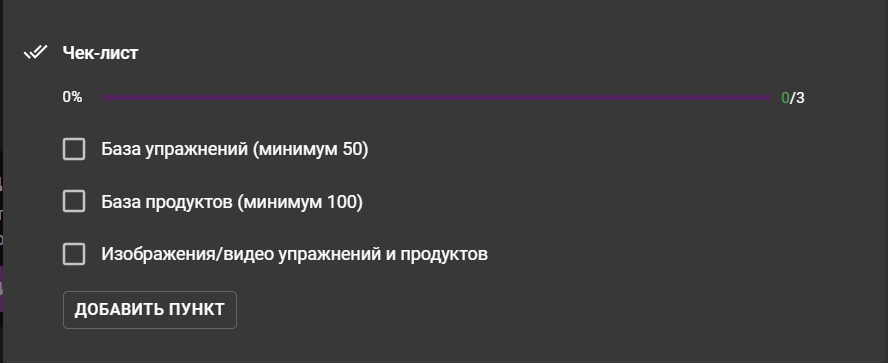 Чек-лист
0%
0/3
База упражнений (минимум 50)
База продуктов (минимум 100)
Изображения/видео упражнений и продуктов
ДОБАВИТЬ ПУНКТ